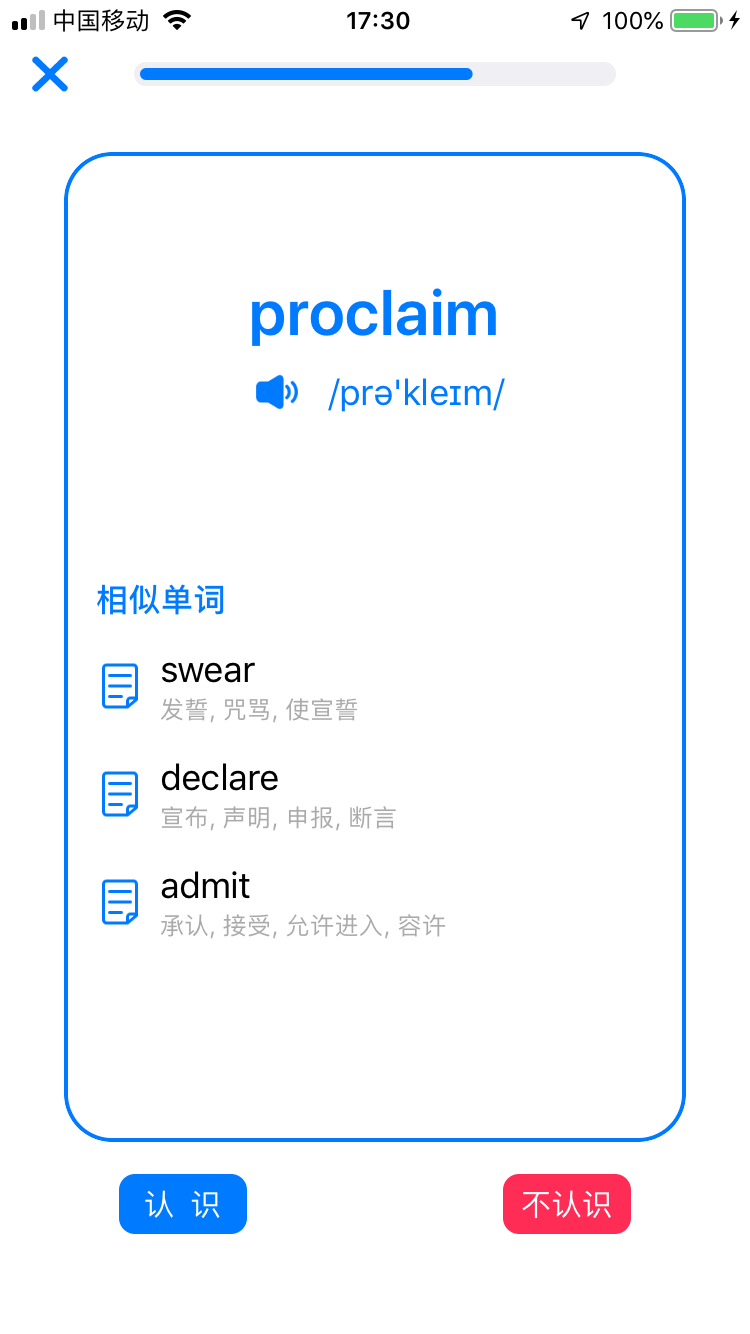 中国移动 17:30 100%
proclaim
/prə'kleɪm/
相似单词
swear
发誓, 咒骂, 使宣誓
declare
宣布, 声明, 申报, 断言
admit
承认, 接受, 允许进入, 容许
认 识 不认识